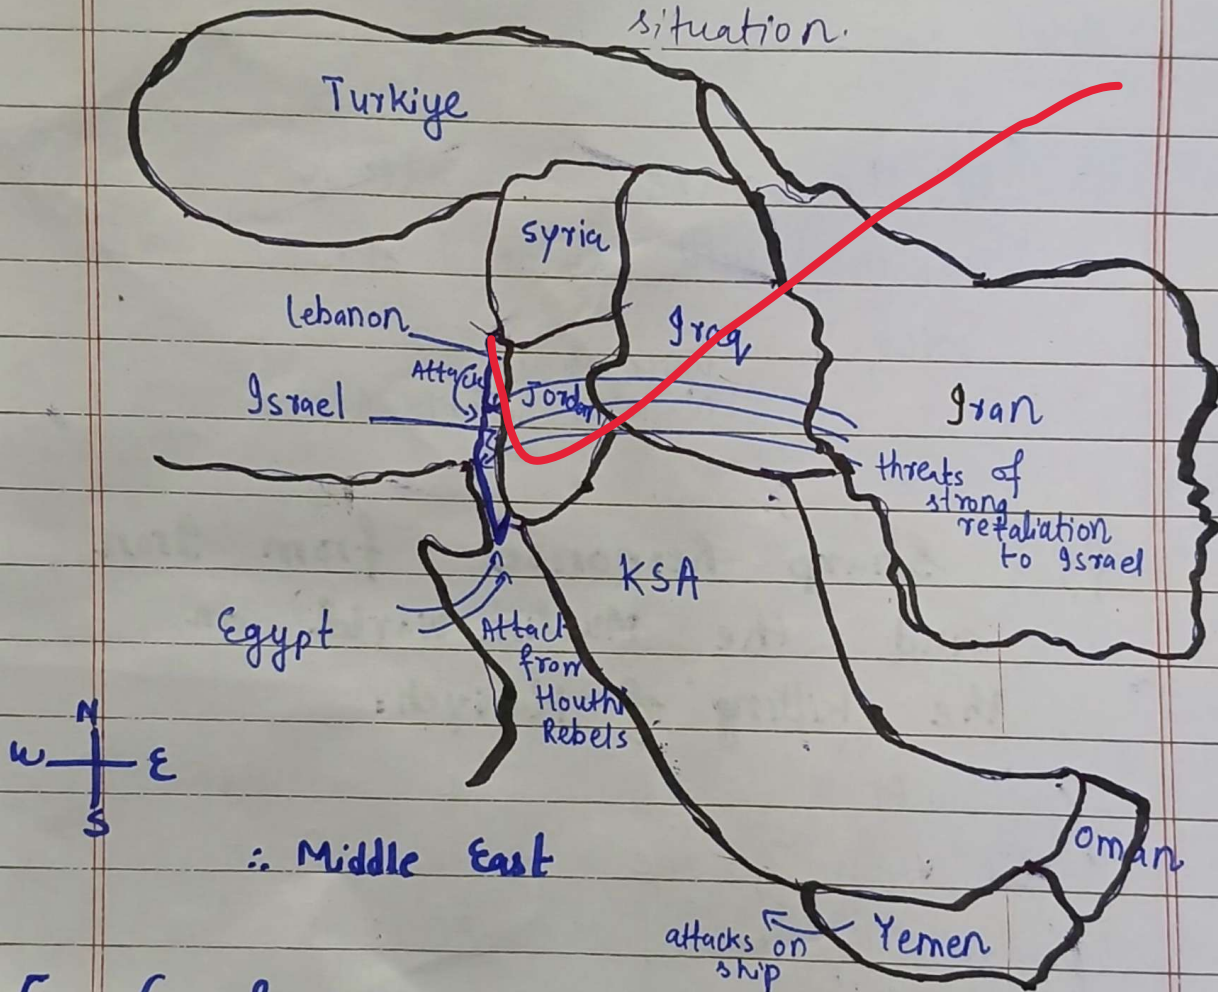 situation.
Turkiye
Syria
Lebanon
Iraq
Attack
Israel
Jordan
Iran
threats of
strong
retaliation
to Israel
KSA
Egypt
Attack
from
Houthi
Rebels
N
W E
S
∴ Middle East
Oman
Yemen
attacks on
ship